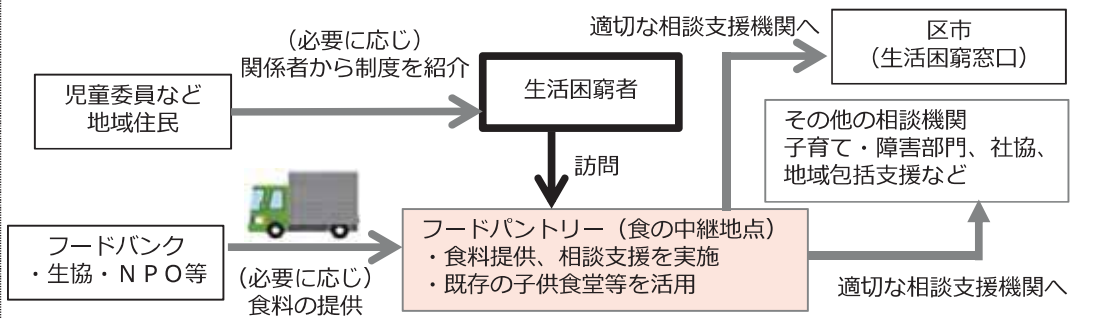 適切な相談支援機関へ
区市
(生活困窮窓口)
(必要に応じ)
関係者から制度を紹介
生活困窮者
児童委員など
地域住民
その他の相談機関
子育て・障害部門、社協、
地域包括支援など
訪問
フードパントリー(食の中継地点)
・食料提供、相談支援を実施
・既存の子供食堂等を活用
フードバンク
・生協・NPO等
(必要に応じ)
食料の提供
適切な相談支援機関へ